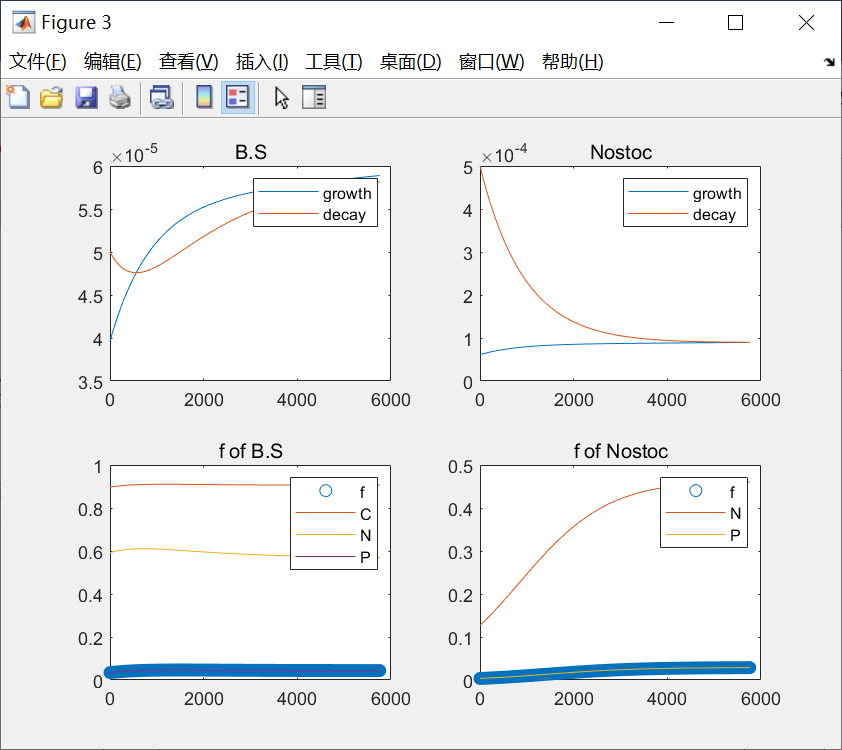 Figure 3
文件(F) 编辑(E) 查看(V) 插入(I) 工具(T) 桌面(D) 窗口(W) 帮助(H)
×10-5
B.S
6
5.5
5
4.5
4
3.5
0 2000 4000 6000
growth
decay
×10-4
Nostoc
5
4
3
2
1
0
0 2000 4000 6000
growth
decay
f of B.S
1
0.8
0.6
0.4
0.2
0
0 2000 4000 6000
f
C
N
P
f of Nostoc
0.5
0.4
0.3
0.2
0.1
0
0 2000 4000 6000
f
N
P